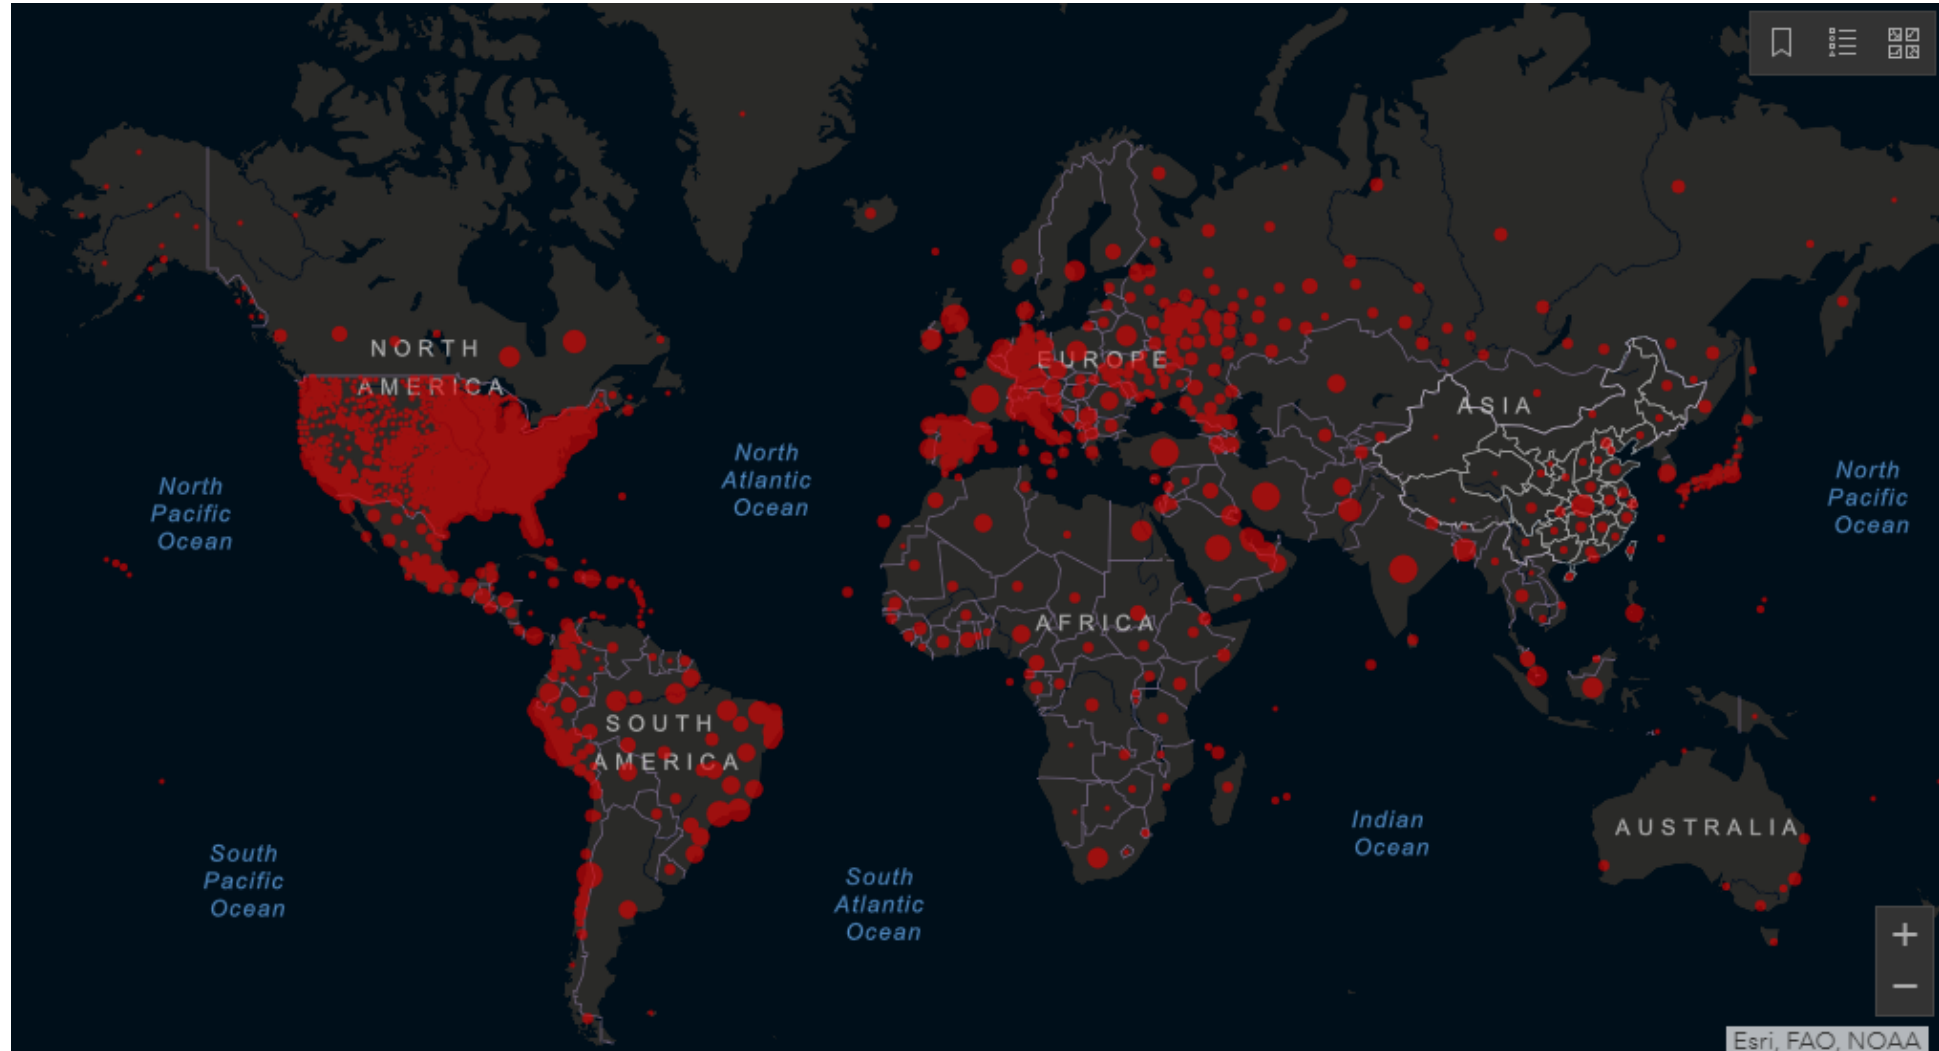 NORTH
AMERICA
EUROPE
ASIA
North
Atlantic
Ocean
North
Pacific
Ocean
North
Pacific
Ocean
AFRICA
SOUTH
AMERICA
Indian
Ocean
AUSTRALIA
South
Pacific
Ocean
South
Atlantic
Ocean
+
−
Esri, FAO, NOAA